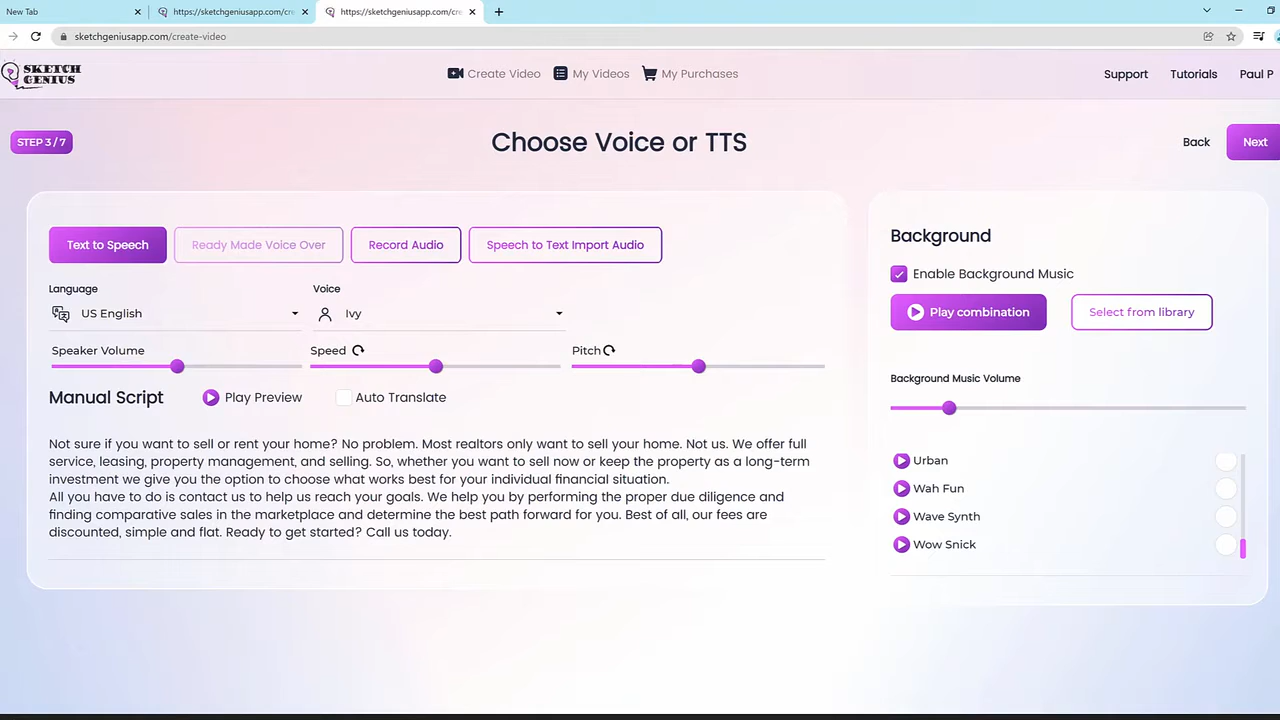 New Tab
https://sketchgeniusapp.com/cre
https://sketchgeniusapp.com/cre
sketchgeniusapp.com/create-video
SKETCH
GENIUS
Create Video
My Videos
My Purchases
Support
Tutorials
Paul P
STEP 3 / 7
Choose Voice or TTS
Back
Next
Text to Speech
Ready Made Voice Over
Record Audio
Speech to Text Import Audio
Language
Voice
US English
Ivy
Speaker Volume
Speed
Pitch
Manual Script
Play Preview
Auto Translate
Not sure if you want to sell or rent your home? No problem. Most realtors only want to sell your home. Not us. We offer full
service, leasing, property management, and selling. So, whether you want to sell now or keep the property as a long-term
investment we give you the option to choose what works best for your individual financial situation.
All you have to do is contact us to help us reach your goals. We help you by performing the proper due diligence and
finding comparative sales in the marketplace and determine the best path forward for you. Best of all, our fees are
discounted, simple and flat. Ready to get started? Call us today.
Background
Enable Background Music
Play combination
Select from library
Background Music Volume
Urban
Wah Fun
Wave Synth
Wow Snick